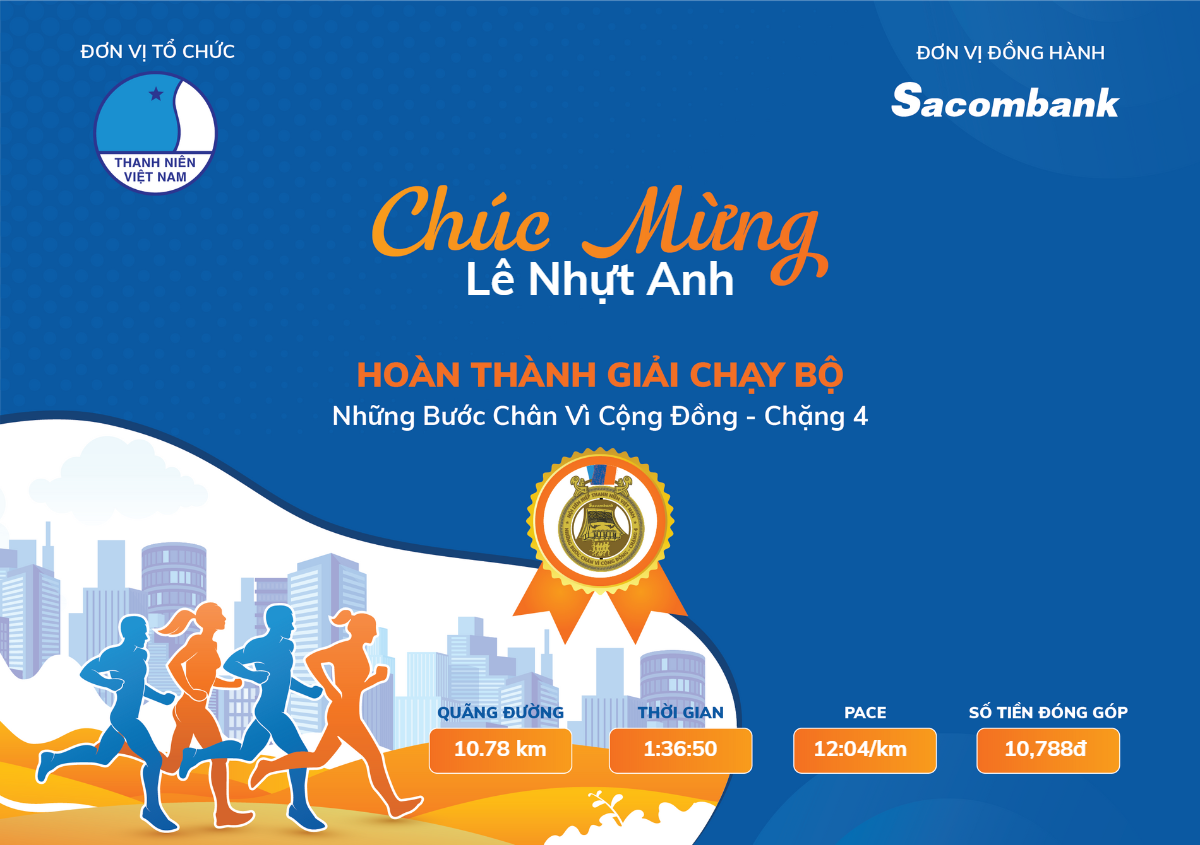 ĐƠN VỊ TỔ CHỨC
THANH NIÊN
VIỆT NAM
ĐƠN VỊ ĐỒNG HÀNH
Sacombank
Chúc Mừng
Lê Nhựt Anh
HOÀN THÀNH GIẢI CHẠY BỘ
Những Bước Chân Vì Cộng Đồng - Chặng 4
Sacombank
QUÃNG ĐƯỜNG
THỜI GIAN
PACE
SỐ TIỀN ĐÓNG GÓP
10.78 km
1:36:50
12:04/km
10,788đ